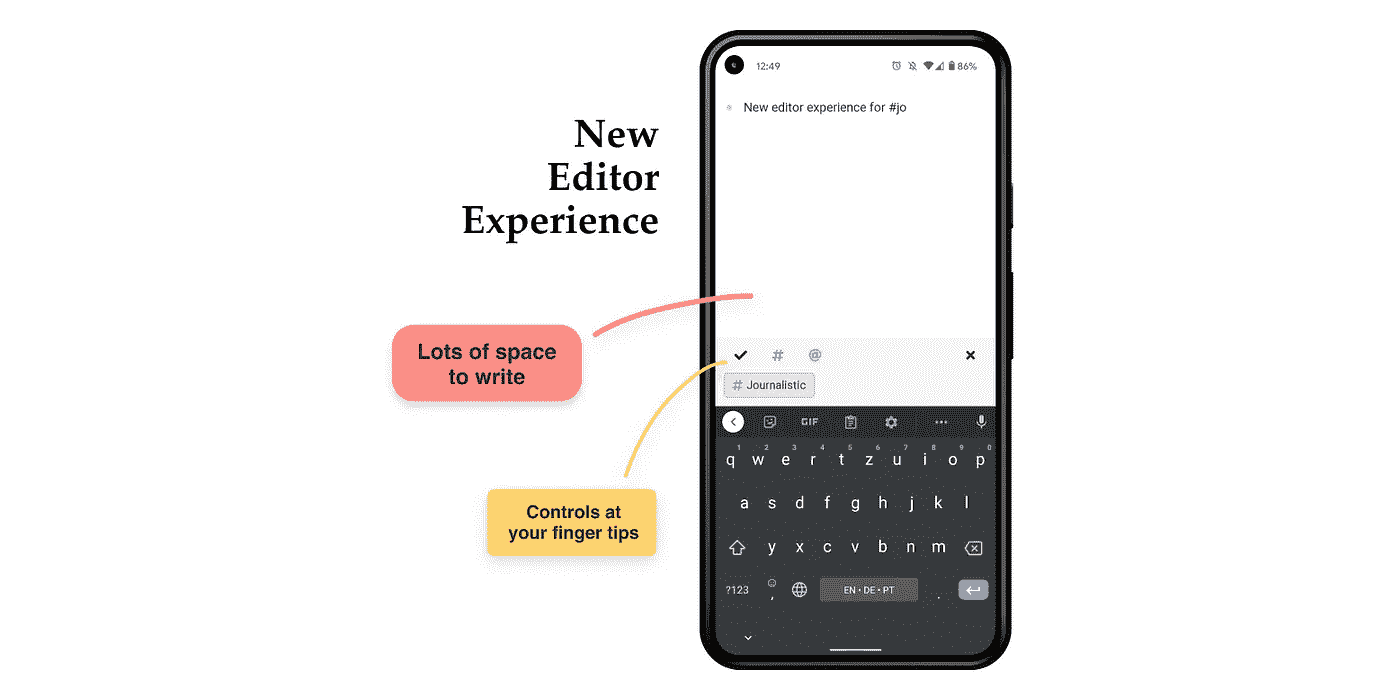 New
Editor
Experience
Lots of space
to write
Controls at
your finger tips
12:49
86%
New editor experience for #jo
# @
# Journalistic
GIF
1 2 3 4 5 6 7 8 9 0
q w e r t z u i o p
a s d f g h j k l
y x c v b n m
?123 , EN • DE • PT .